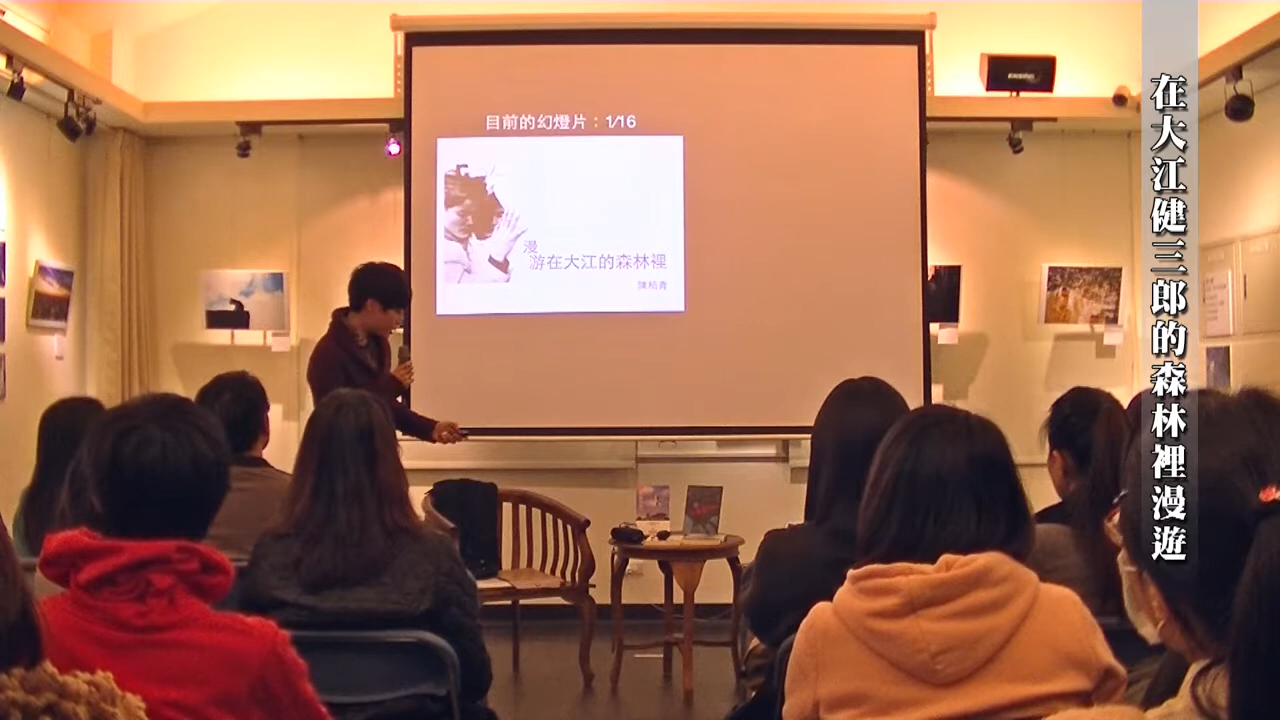 目前的幻燈片：1/16
漫
游在大江的森林裡
陳栢青
在大江健三郎的森林裡漫遊